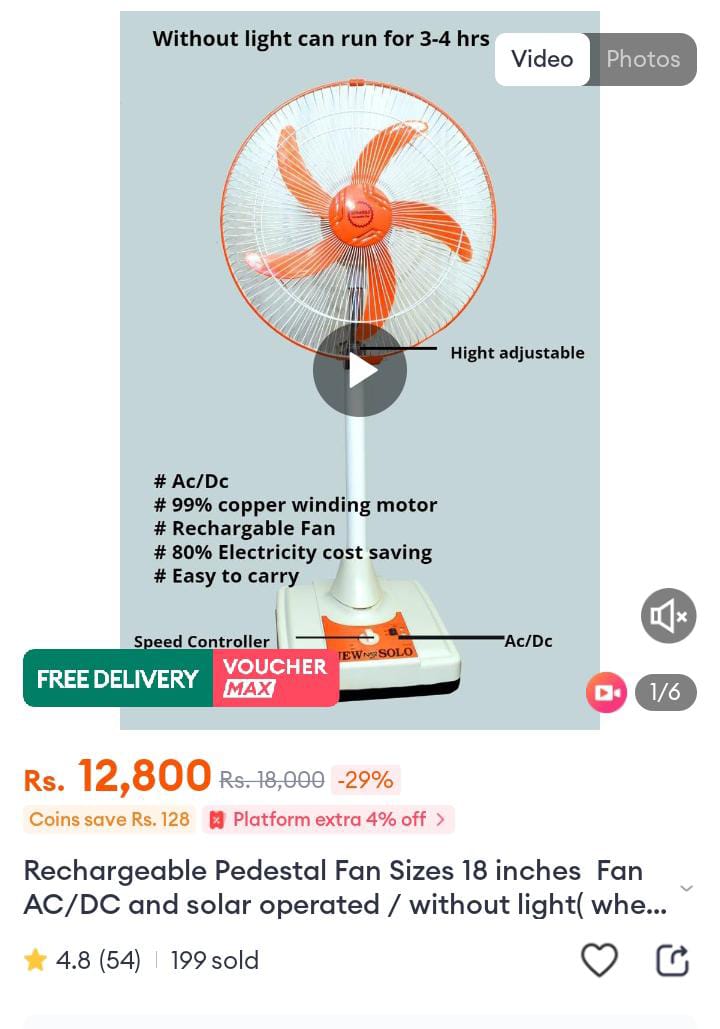 Without light can run for 3-4 hrs
Video Photos
Hight adjustable
# Ac/Dc
# 99% copper winding motor
# Rechargable Fan
# 80% Electricity cost saving
# Easy to carry
Speed Controller
Ac/Dc
SOLO
FREE DELIVERY
VOUCHER
MAX
1/6
Rs. 12,800 Rs. 18,000 -29%
Coins save Rs. 128 Platform extra 4% off >
Rechargeable Pedestal Fan Sizes 18 inches Fan
AC/DC and solar operated / without light( whe...
4.8 (54) 199 sold